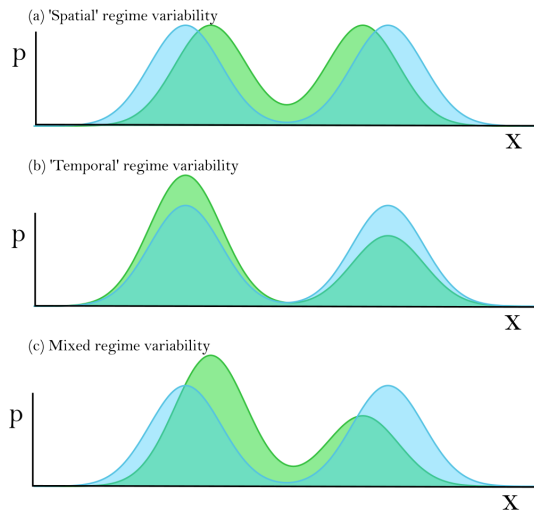 (a) 'Spatial' regime variability
p
x
(b) 'Temporal' regime variability
p
x
(c) Mixed regime variability
p
x